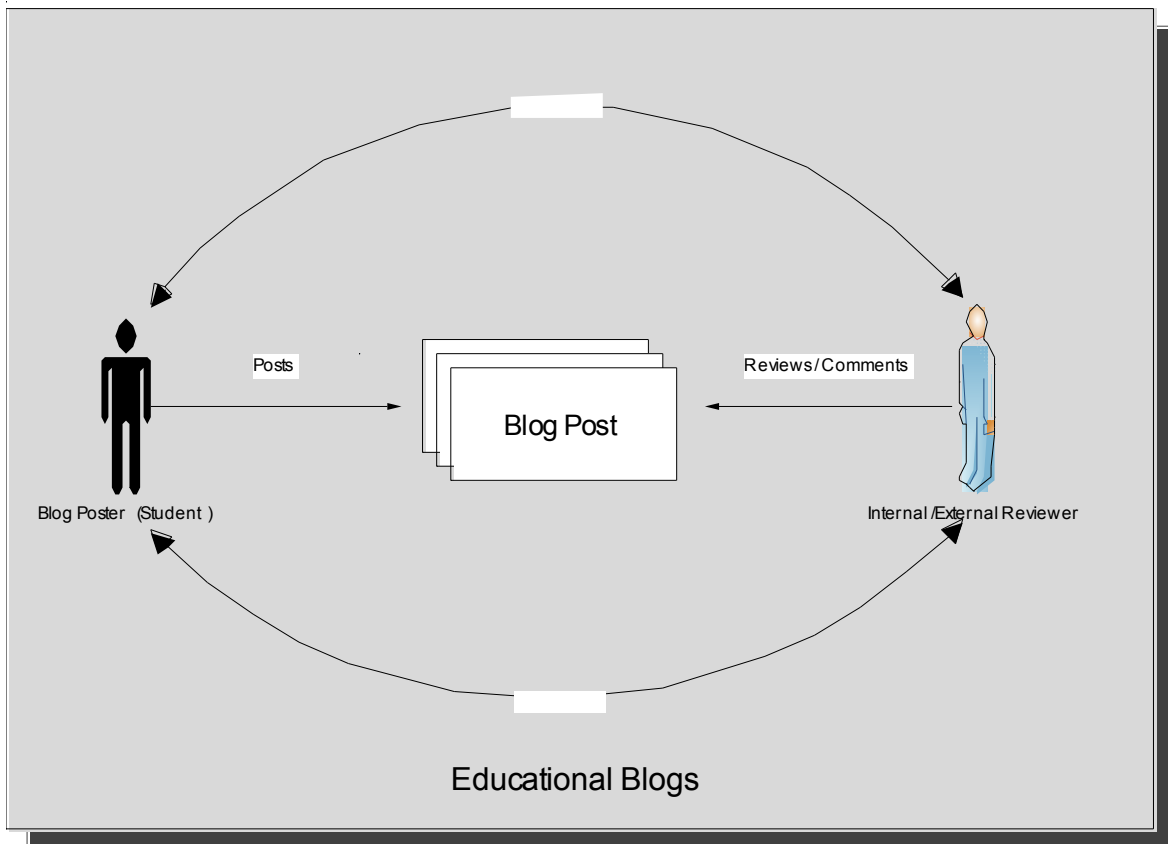 Posts
Reviews/Comments
Blog Post
Blog Poster (Student )
Internal /External Reviewer
Educational Blogs